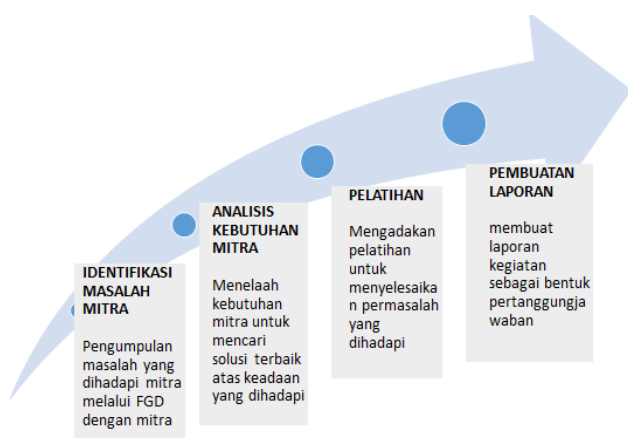 IDENTIFIKASI
MASALAH
MITRA
Pengumpulan
masalah yang
dihadapi mitra
melalui FGD
dengan mitra
ANALISIS
KEBUTUHAN
MITRA
Menelaah
kebutuhan
mitra untuk
mencari
solusi terbaik
atas keadaan
yang dihadapi
PELATIHAN
Mengadakan
pelatihan
untuk
menyelesaika
n permasalah
yang
dihadapi
PEMBUATAN
LAPORAN
membuat
laporan
kegiatan
sebagai bentuk
pertanggungja
waban